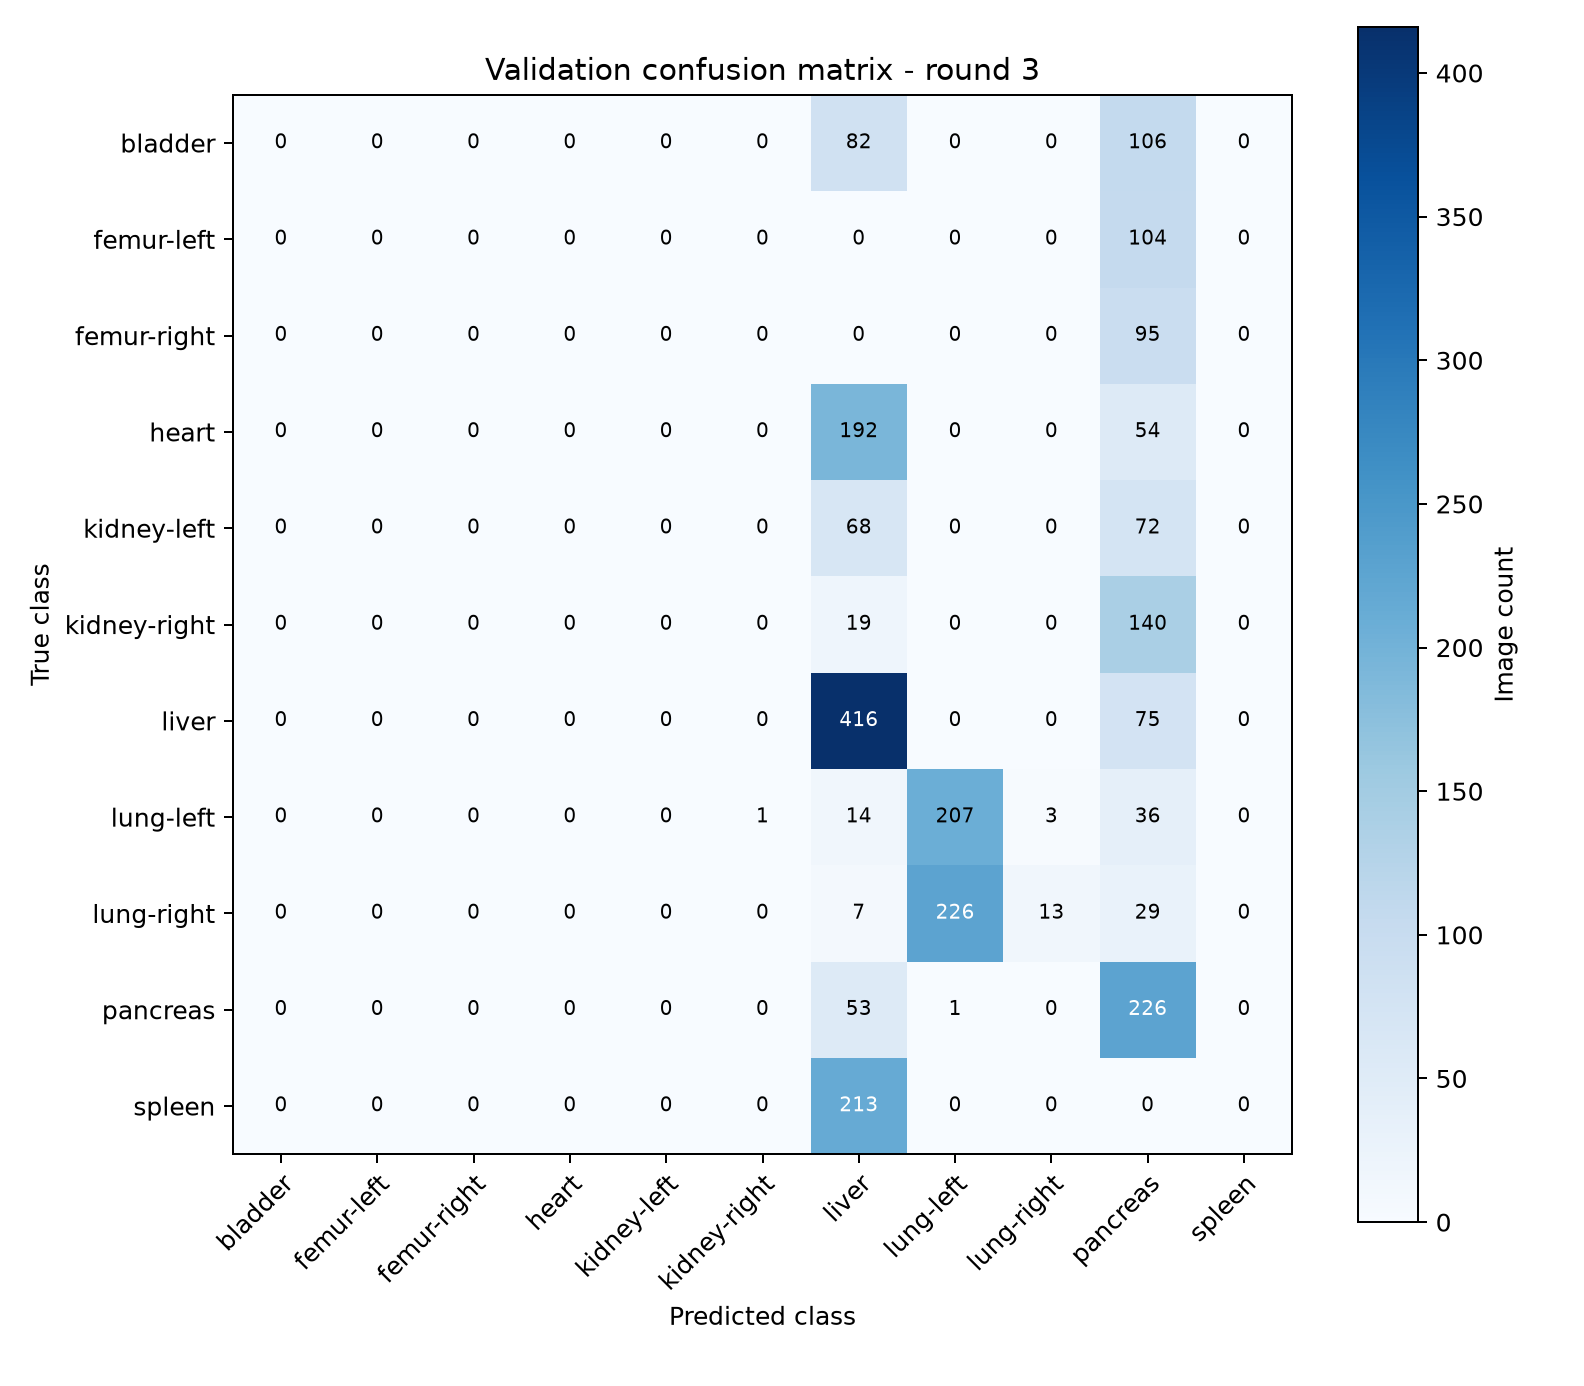 Validation confusion matrix - round 3
bladder 0 0 0 0 0 0 82 0 0 106 0
femur-left 0 0 0 0 0 0 0 0 0 104 0
femur-right 0 0 0 0 0 0 0 0 0 95 0
heart 0 0 0 0 0 0 192 0 0 54 0
kidney-left 0 0 0 0 0 0 68 0 0 72 0
kidney-right 0 0 0 0 0 0 19 0 0 140 0
liver 0 0 0 0 0 0 416 0 0 75 0
lung-left 0 0 0 0 0 1 14 207 3 36 0
lung-right 0 0 0 0 0 0 7 226 13 29 0
pancreas 0 0 0 0 0 0 53 1 0 226 0
spleen 0 0 0 0 0 0 213 0 0 0 0
True class
bladder femur-left femur-right heart kidney-left kidney-right liver lung-left lung-right pancreas spleen
Predicted class
400
350
300
250
200
150
100
50
0
Image count